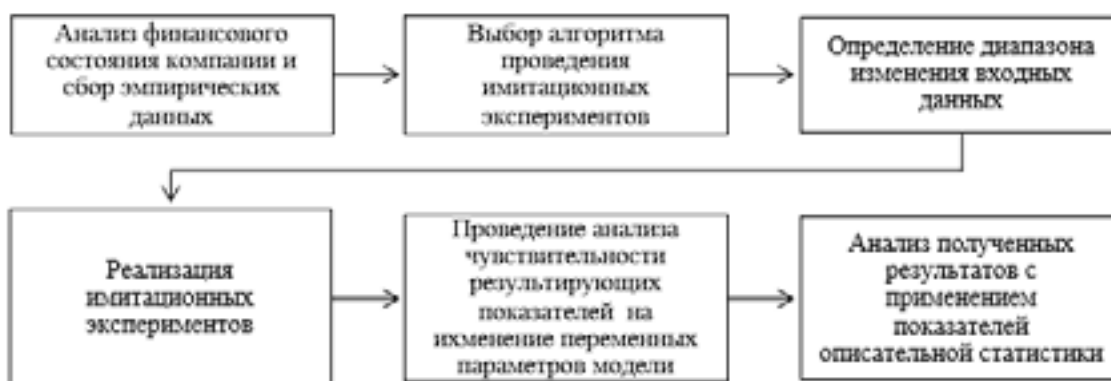 Анализ финансового
состояния компании и
сбор эмпирических
данных
Выбор алгоритма
проведения
имитационных
экспериментов
Определение диапазона
изменения входных
данных
Реализация
имитационных
экспериментов
Проведение анализа
чувствительности
результирующих
показателей на
ихменение переменных
параметров модели
Анализ полученных
результатов с
применением
показателей
описательной статистики